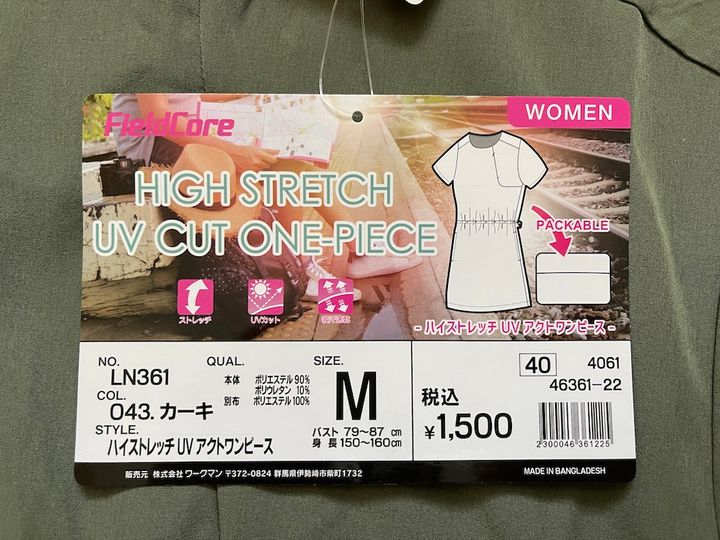 FieldCore
WOMEN
HIGH STRETCH
UV CUT ONE-PIECE
PACKABLE
ストレッチ
UVカット
吸汗速乾
- ハイストレッチ UV アクトワンピース -
NO.
LN361
COL.
043. カーキ
STYLE.
ハイストレッチ UV アクトワンピース
QUAL.
本体 ポリエステル 90%
ポリウレタン 10%
別布 ポリエステル 100%
SIZE.
M
バスト 79～87 cm
身 長 150～160cm
税込
¥1,500
40 4061
46361-22
2300046 361225
販売元 株式会社 ワークマン 〒372-0824 群馬県伊勢崎市柴町1732
MADE IN BANGLADESH